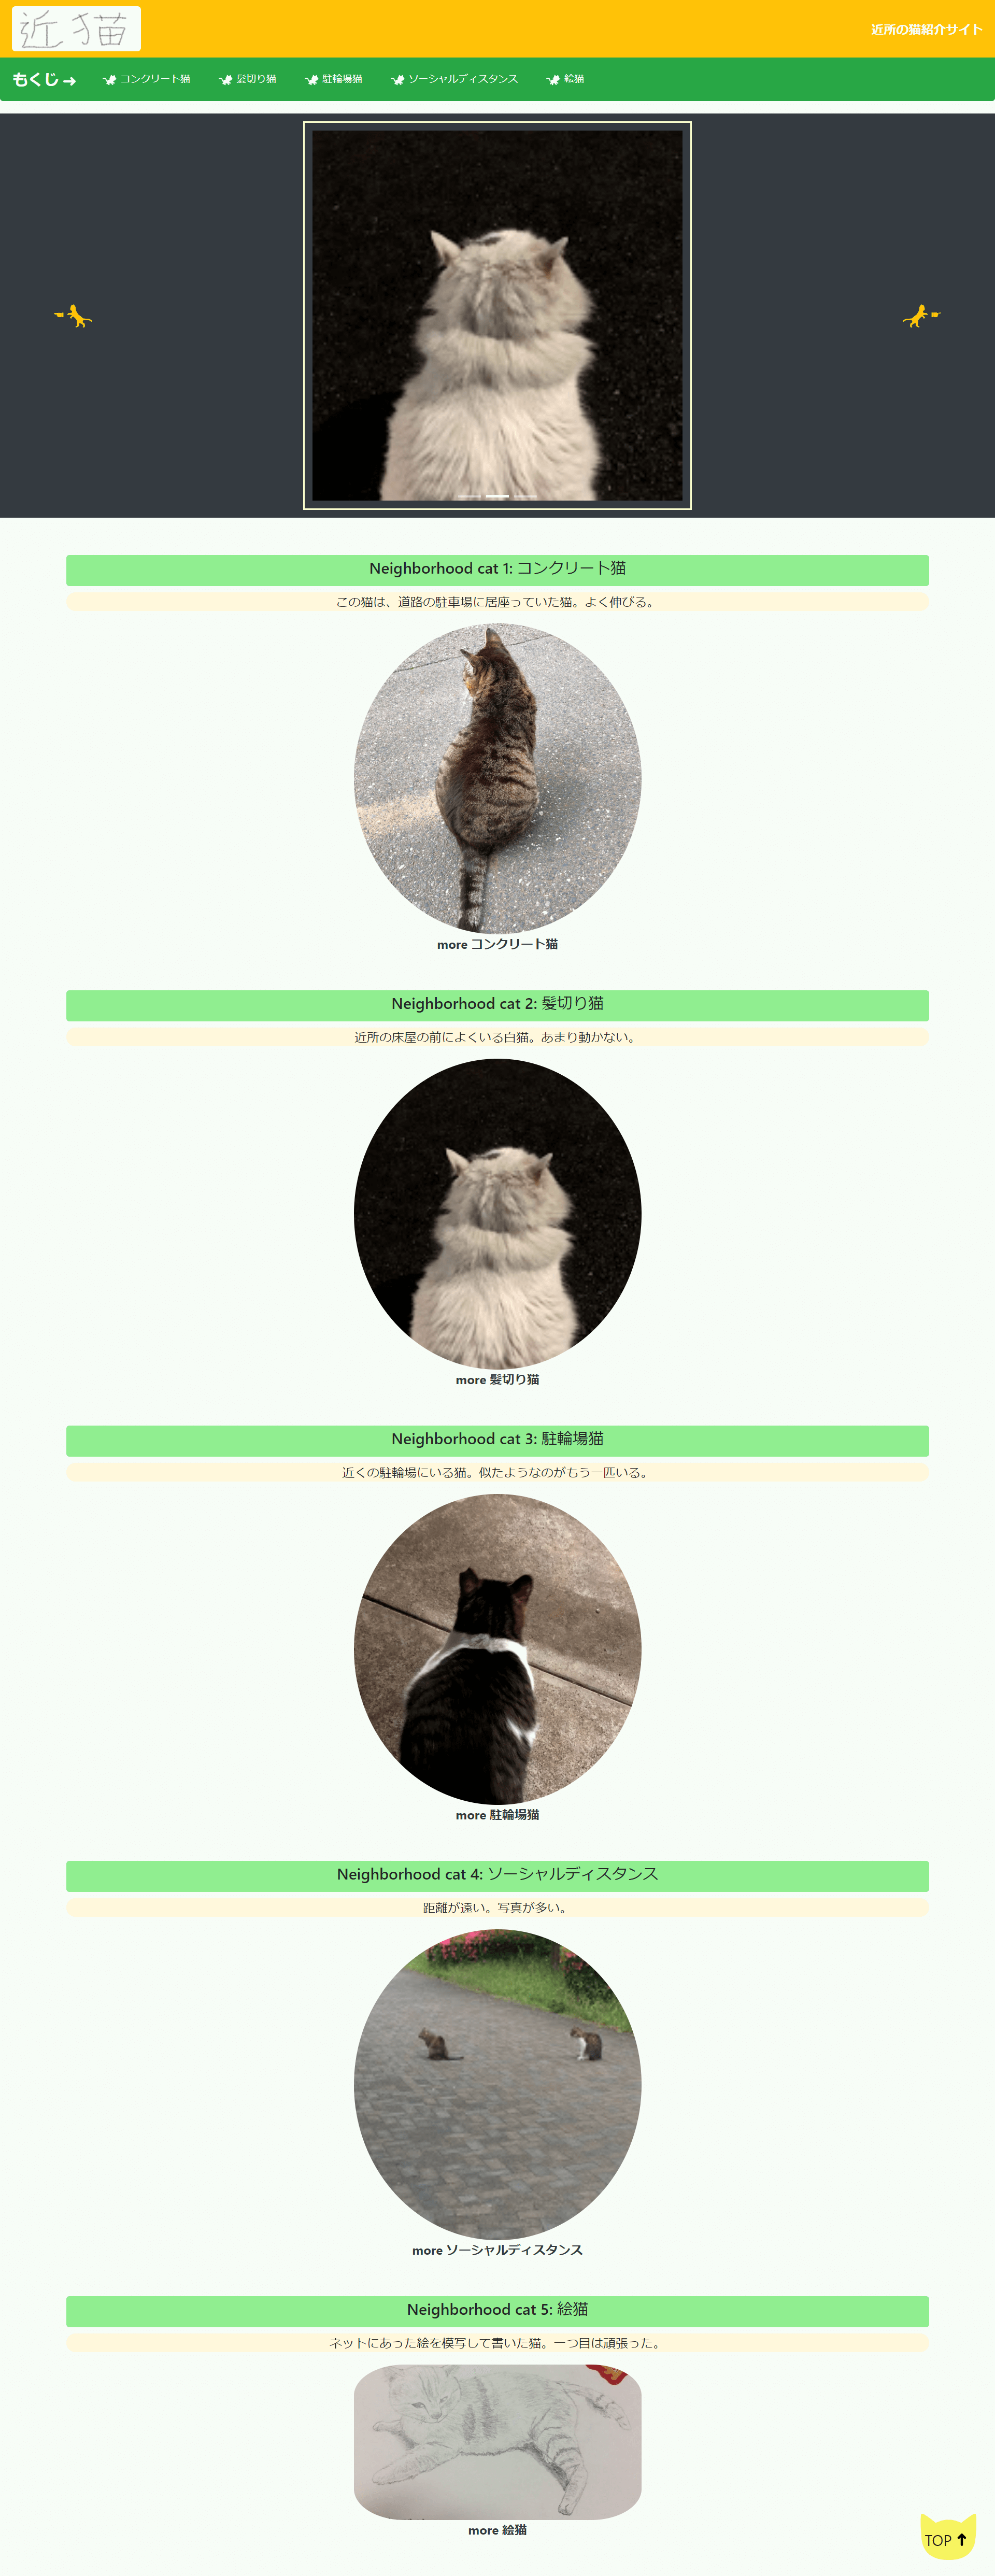 近猫
近所の猫紹介サイト
もくじ→
コンクリート猫
髪切り猫
駐輪場猫
ソーシャルディスタンス
絵猫
Neighborhood cat 1: コンクリート猫
この猫は、道路の駐車場に居座っていた猫。よく伸びる。
more コンクリート猫
Neighborhood cat 2: 髪切り猫
近所の床屋の前によくいる白猫。あまり動かない。
more 髪切り猫
Neighborhood cat 3: 駐輪場猫
近くの駐輪場にいる猫。似たようなのがもう一匹いる。
more 駐輪場猫
Neighborhood cat 4: ソーシャルディスタンス
距離が遠い。写真が多い。
more ソーシャルディスタンス
Neighborhood cat 5: 絵猫
ネットにあった絵を模写して書いた猫。一つ目は頑張った。
more 絵猫
TOP ↑